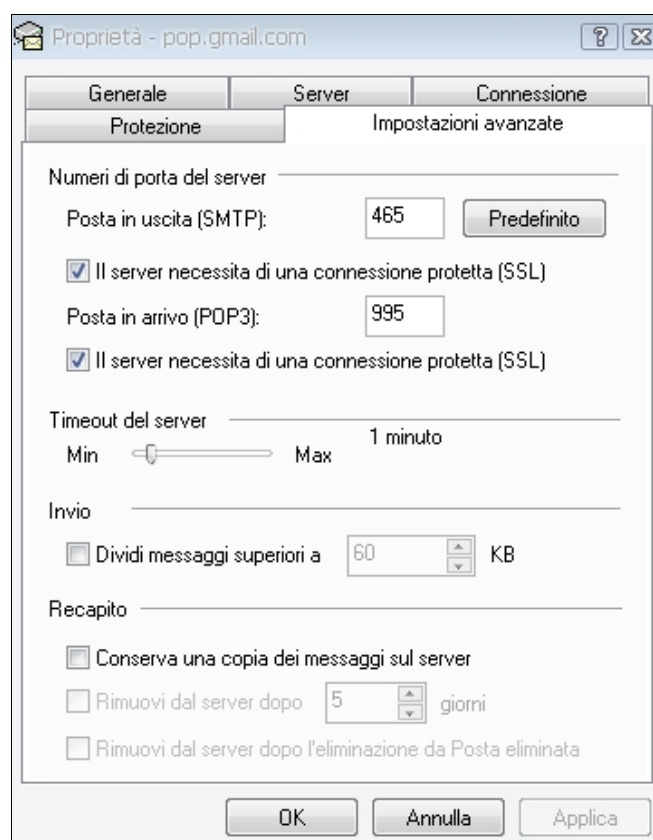 Proprietà - pop.gmail.com
Generale Server Connessione
Protezione Impostazioni avanzate
Numeri di porta del server
Posta in uscita (SMTP): 465 Predefinito
Il server necessita di una connessione protetta (SSL)
Posta in arrivo (POP3): 995
Il server necessita di una connessione protetta (SSL)
Timeout del server
Min Max 1 minuto
Invio
Dividi messaggi superiori a 60 KB
Recapito
Conserva una copia dei messaggi sul server
Rimuovi dal server dopo 5 giorni
Rimuovi dal server dopo l'eliminazione da Posta eliminata
OK Annulla Applica